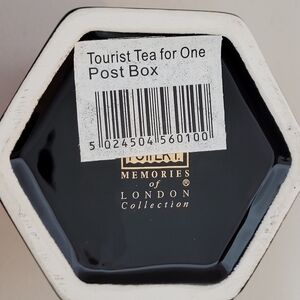 Tourist Tea for One
Post Box
5 024504 560100
MEMORIES
of
LONDON
®
Collection